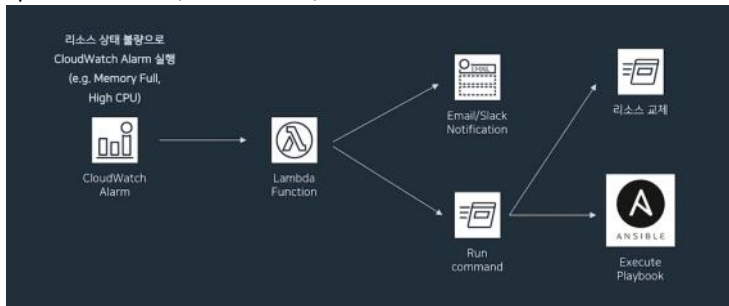 리소스 상태 불량으로
CloudWatch Alarm 실행
(e.g. Memory Full,
High CPU)
CloudWatch
Alarm
Lambda
Function
EMAIL
Email/Slack
Notification
Run
command
리소스 교체
A
ANSIBLE
Execute
Playbook